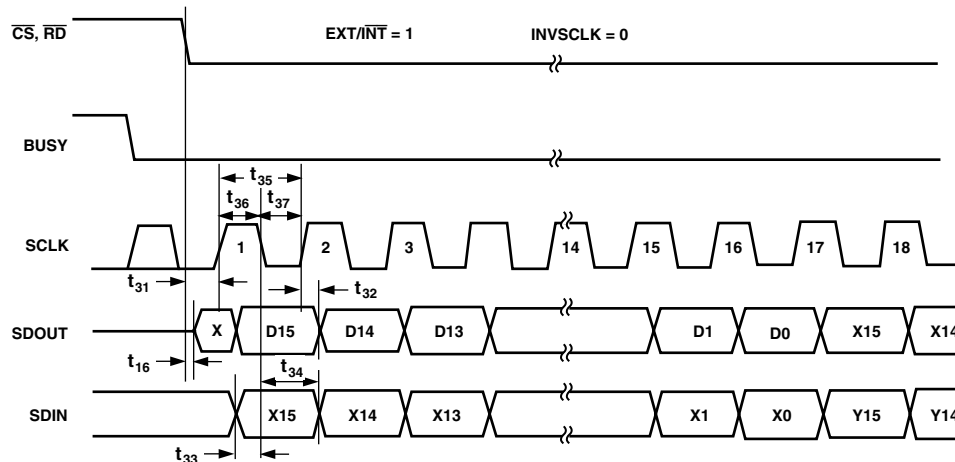 CS, RD
EXT/INT = 1
INVSCLK = 0
BUSY
t35
t36
t37
SCLK
1
2
3
14
15
16
17
18
t31
t32
SDOUT
X
D15
D14
D13
D1
D0
X15
X14
t16
t34
SDIN
X15
X14
X13
X1
X0
Y15
Y14
t33